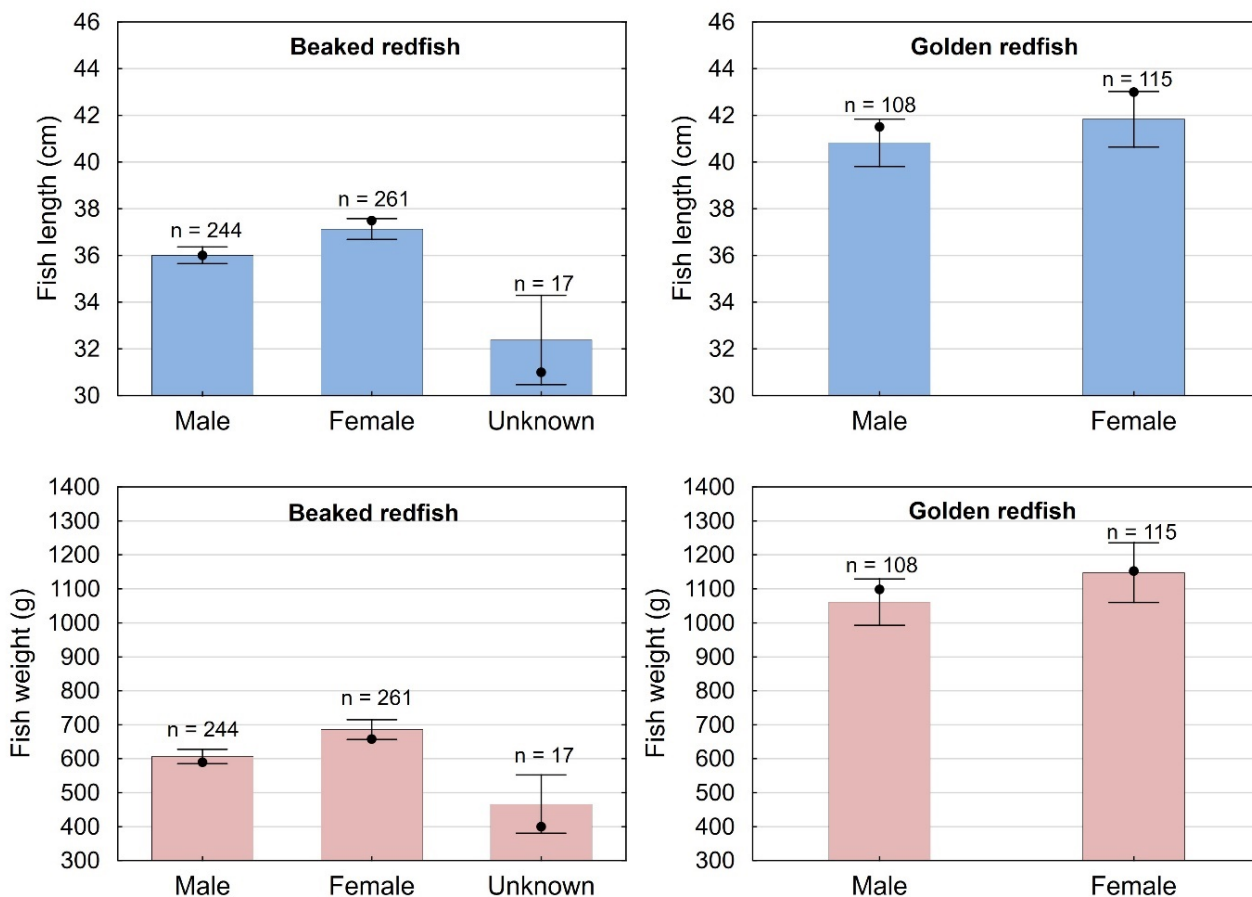 Beaked redfish
Fish length (cm)
46
44
42
40
38
36
34
32
30
n = 244
n = 261
n = 17
Male Female Unknown
Golden redfish
Fish length (cm)
46
44
42
40
38
36
34
32
30
n = 108
n = 115
Male Female
Beaked redfish
Fish weight (g)
1400
1300
1200
1100
1000
900
800
700
600
500
400
300
n = 244
n = 261
n = 17
Male Female Unknown
Golden redfish
Fish weight (g)
1400
1300
1200
1100
1000
900
800
700
600
500
400
300
n = 108
n = 115
Male Female